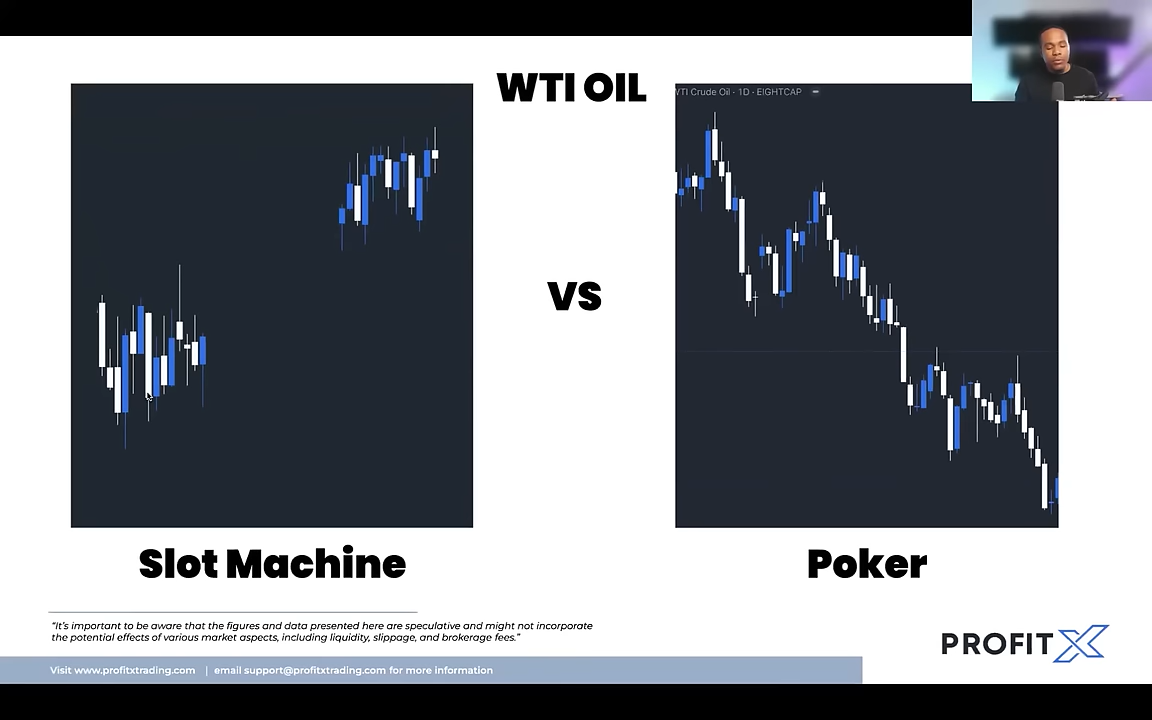 WTI OIL
WTI Crude Oil - 1D - EIGHTCAP
VS
Slot Machine
Poker
"It's important to be aware that the figures and data presented here are speculative and might not incorporate
the potential effects of various market aspects, including liquidity, slippage, and brokerage fees."
PROFIT X
Visit www.profitxtrading.com | email support@profitxtrading.com for more information